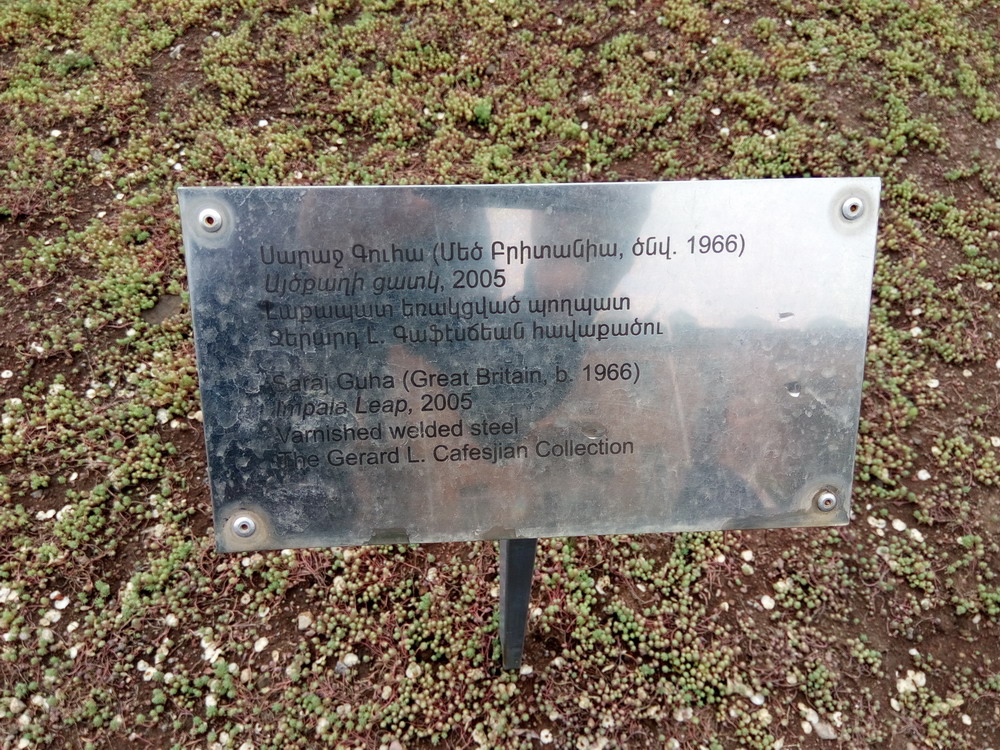 Սարաջ Գուհա (Մեծ Բրիտանիա, ծնվ. 1966)
Այծքաղի ցատկ, 2005
Լաքապատ եռակցված պողպատ
Ջերարդ Լ. Գաֆէսճեան հավաքածու
Saraj Guha (Great Britain, b. 1966)
Impala Leap, 2005
Varnished welded steel
The Gerard L. Cafesjian Collection